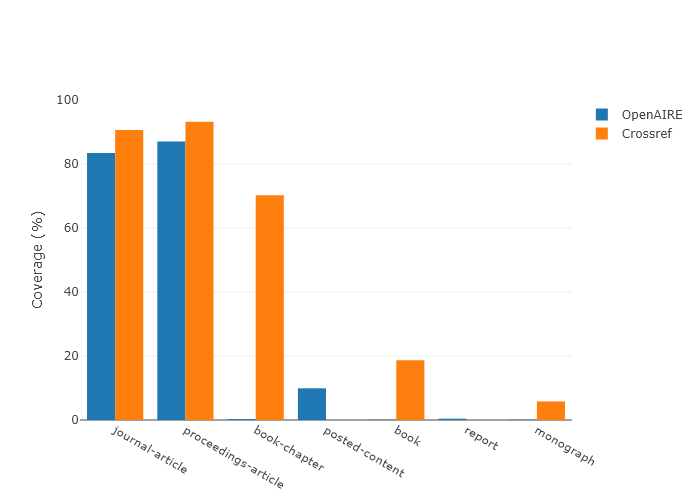 OpenAIRE
Crossref
100
80
60
40
20
0
Coverage (%)
journal-article
proceedings-article
book-chapter
posted-content
book
report
monograph